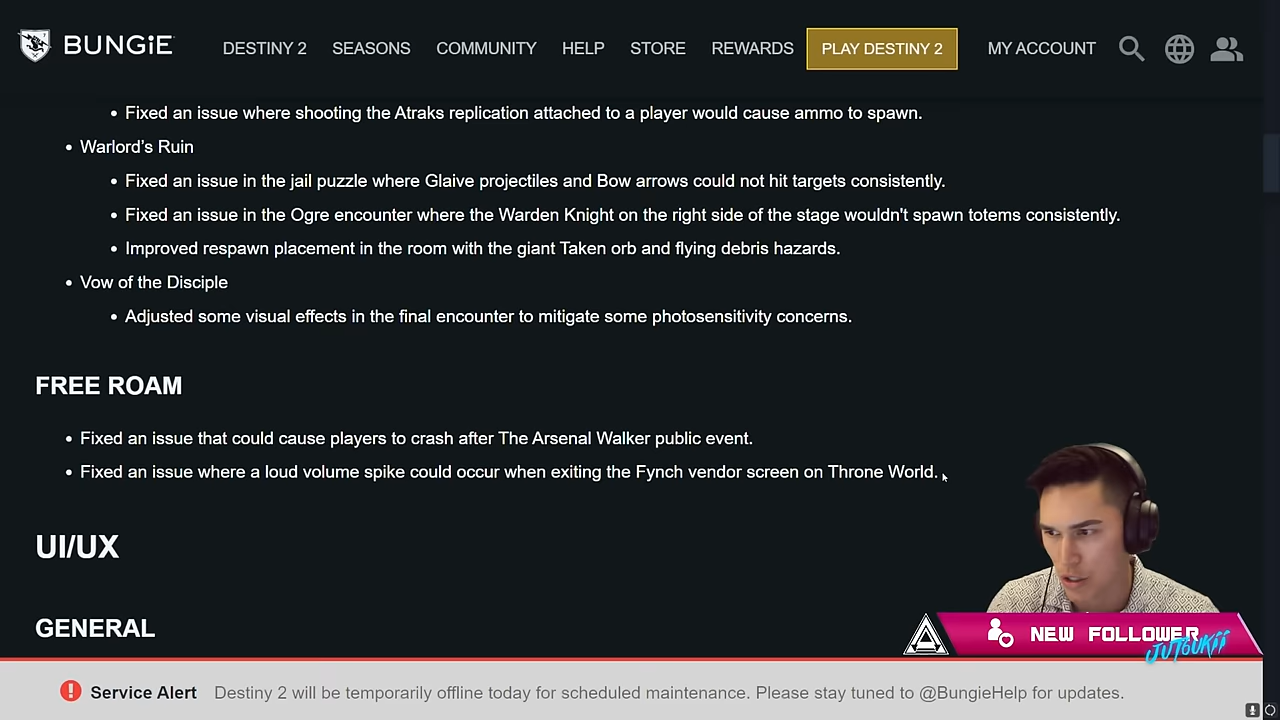 BUNGiE
DESTINY 2 SEASONS COMMUNITY HELP STORE REWARDS PLAY DESTINY 2 MY ACCOUNT
• Fixed an issue where shooting the Atraks replication attached to a player would cause ammo to spawn.
• Warlord's Ruin
• Fixed an issue in the jail puzzle where Glaive projectiles and Bow arrows could not hit targets consistently.
• Fixed an issue in the Ogre encounter where the Warden Knight on the right side of the stage wouldn't spawn totems consistently.
• Improved respawn placement in the room with the giant Taken orb and flying debris hazards.
• Vow of the Disciple
• Adjusted some visual effects in the final encounter to mitigate some photosensitivity concerns.
FREE ROAM
• Fixed an issue that could cause players to crash after The Arsenal Walker public event.
• Fixed an issue where a loud volume spike could occur when exiting the Fynch vendor screen on Throne World.
UI/UX
GENERAL
NEW FOLLOWER
JUTGUKII
Service Alert Destiny 2 will be temporarily offline today for scheduled maintenance. Please stay tuned to @BungieHelp for updates.